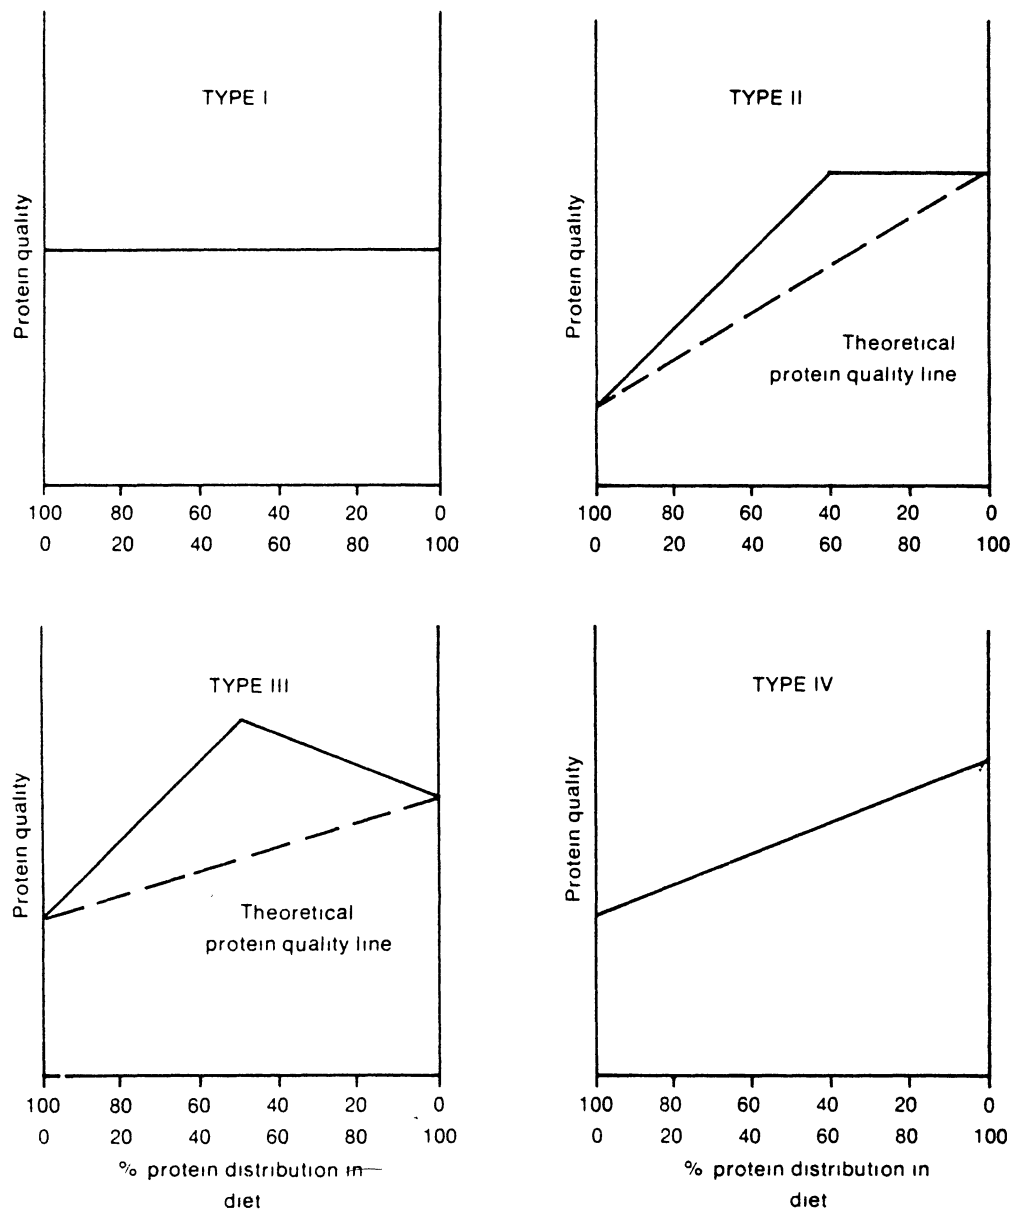 TYPE I
Protein quality
100 80 60 40 20 0
0 20 40 60 80 100
TYPE II
Protein quality
Theoretical
protein quality line
100 80 60 40 20 0
0 20 40 60 80 100
TYPE III
Protein quality
Theoretical
protein quality line
100 80 60 40 20 0
0 20 40 60 80 100
% protein distribution in
diet
TYPE IV
Protein quality
100 80 60 40 20 0
0 20 40 60 80 100
% protein distribution in
diet